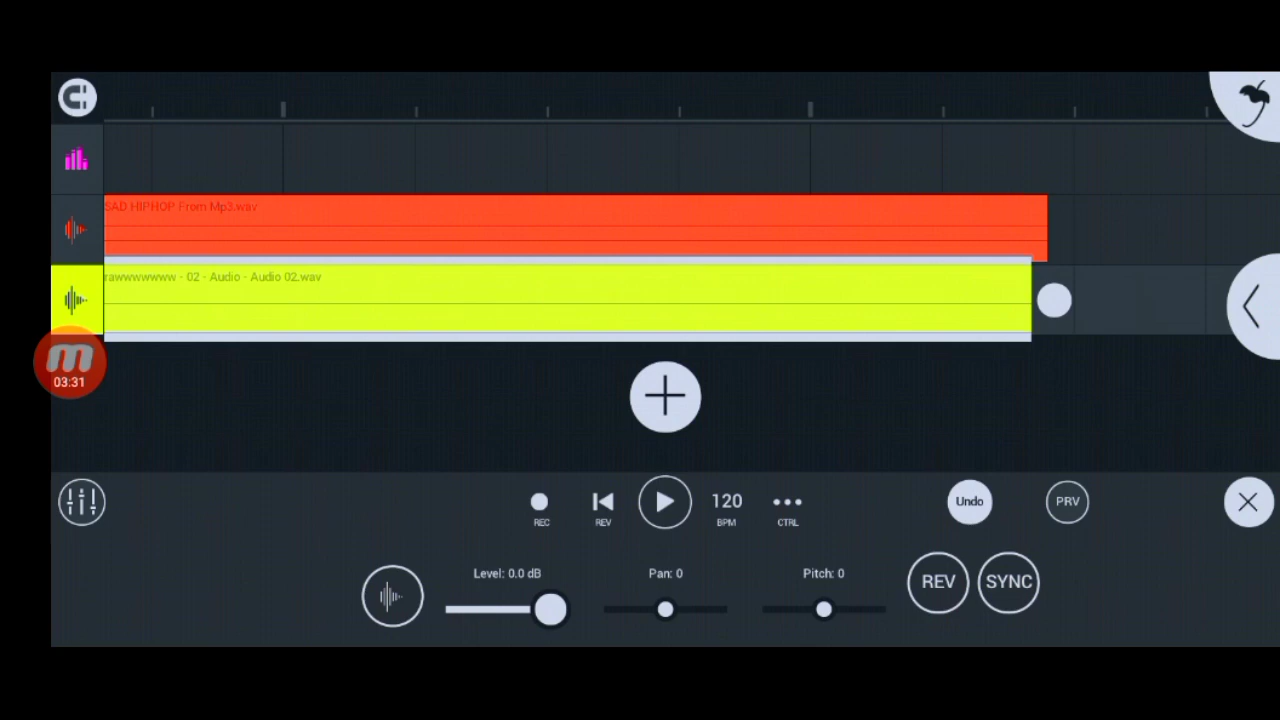 SAD HIPHOP From Mp3.wav
rawwwwwwww - 02 - Audio - Audio 02.wav
m
03:31
REC
REV
120
BPM
CTRL
Undo
PRV
Level: 0.0 dB
Pan: 0
Pitch: 0
REV
SYNC